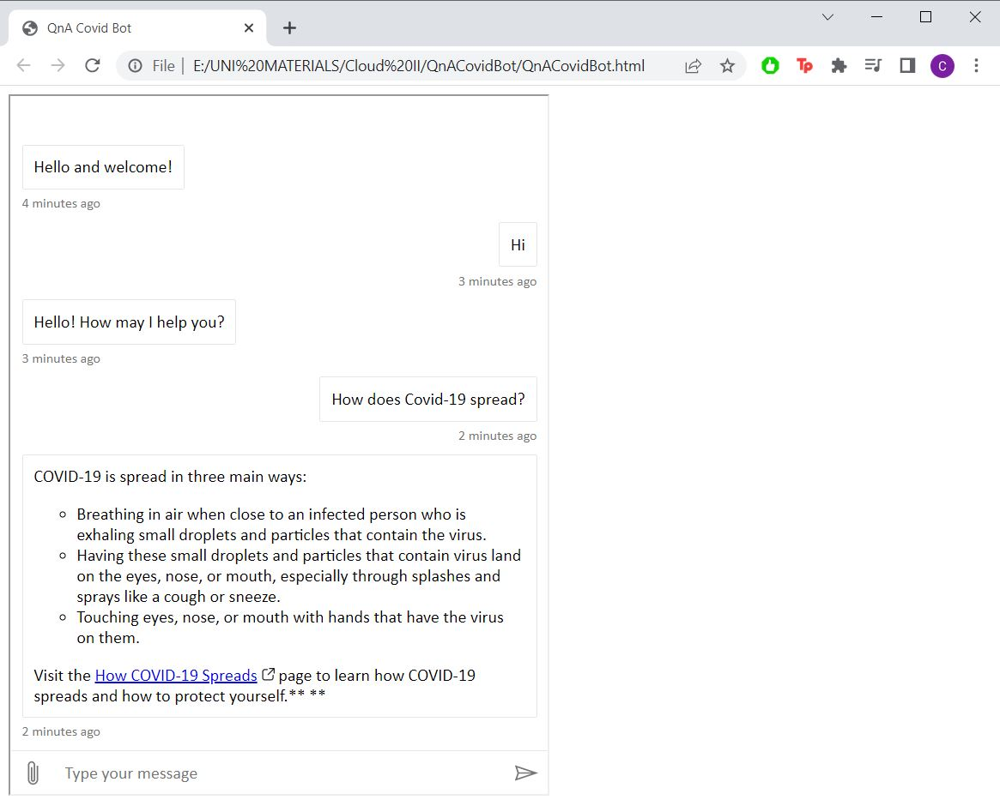 QnA Covid Bot
File | E:/UNI%20MATERIALS/Cloud%20II/QnACovidBot/QnACovidBot.html
Tp
C
Hello and welcome!
4 minutes ago
Hi
3 minutes ago
Hello! How may I help you?
3 minutes ago
How does Covid-19 spread?
2 minutes ago
COVID-19 is spread in three main ways:
Breathing in air when close to an infected person who is
exhaling small droplets and particles that contain the virus.
Having these small droplets and particles that contain virus land
on the eyes, nose, or mouth, especially through splashes and
sprays like a cough or sneeze.
Touching eyes, nose, or mouth with hands that have the virus
on them.
Visit the How COVID-19 Spreads page to learn how COVID-19
spreads and how to protect yourself.** **
2 minutes ago
Type your message